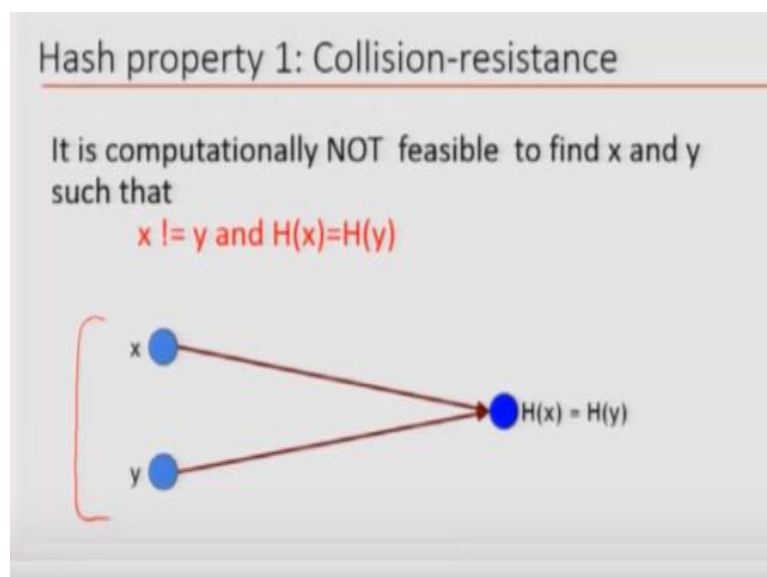 Hash property 1: Collision-resistance
It is computationally NOT feasible to find x and y
such that
x != y and H(x)=H(y)
x
H(x) = H(y)
y